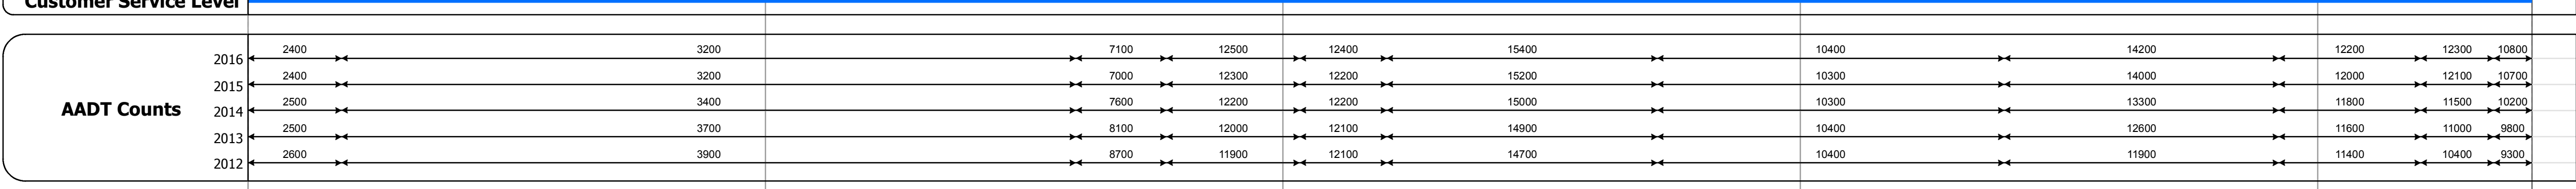 Customer Service Level
AADT Counts
2016 2400 3200 7100 12500 12400 15400 10400 14200 12200 12300 10800
2015 2400 3200 7000 12300 12200 15200 10300 14000 12000 12100 10700
2014 2500 3400 7600 12200 12200 15000 10300 13300 11800 11500 10200
2013 2500 3700 8100 12000 12100 14900 10400 12600 11600 11000 9800
2012 2600 3900 8700 11900 12100 14700 10400 11900 11400 10400 9300